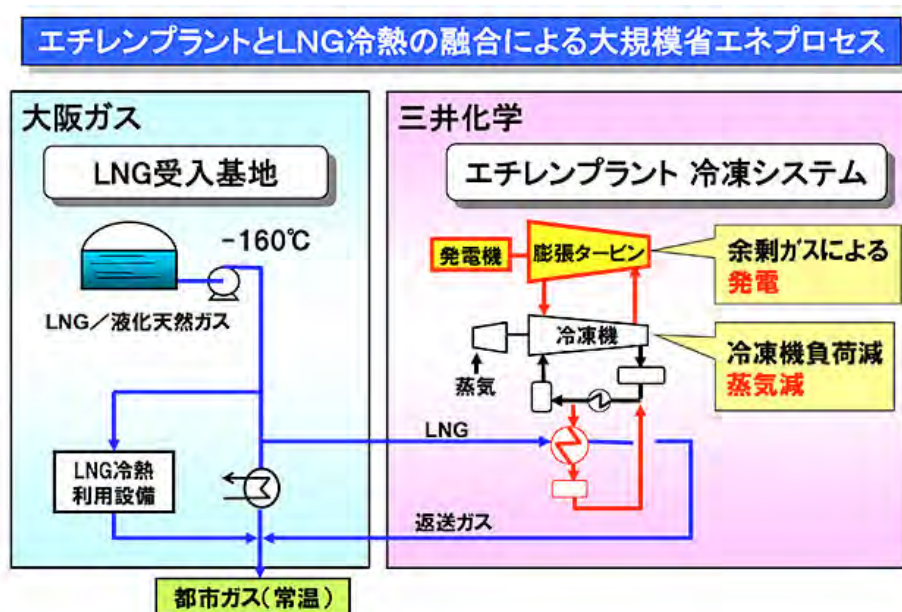 エチレンプラントとLNG冷熱の融合による大規模省エネプロセス
大阪ガス
LNG受入基地
-160℃
LNG/液化天然ガス
LNG冷熱
利用設備
都市ガス(常温)
三井化学
エチレンプラント 冷凍システム
発電機
膨張タービン
余剰ガスによる
発電
冷凍機
蒸気
冷凍機負荷減
蒸気減
LNG
返送ガス